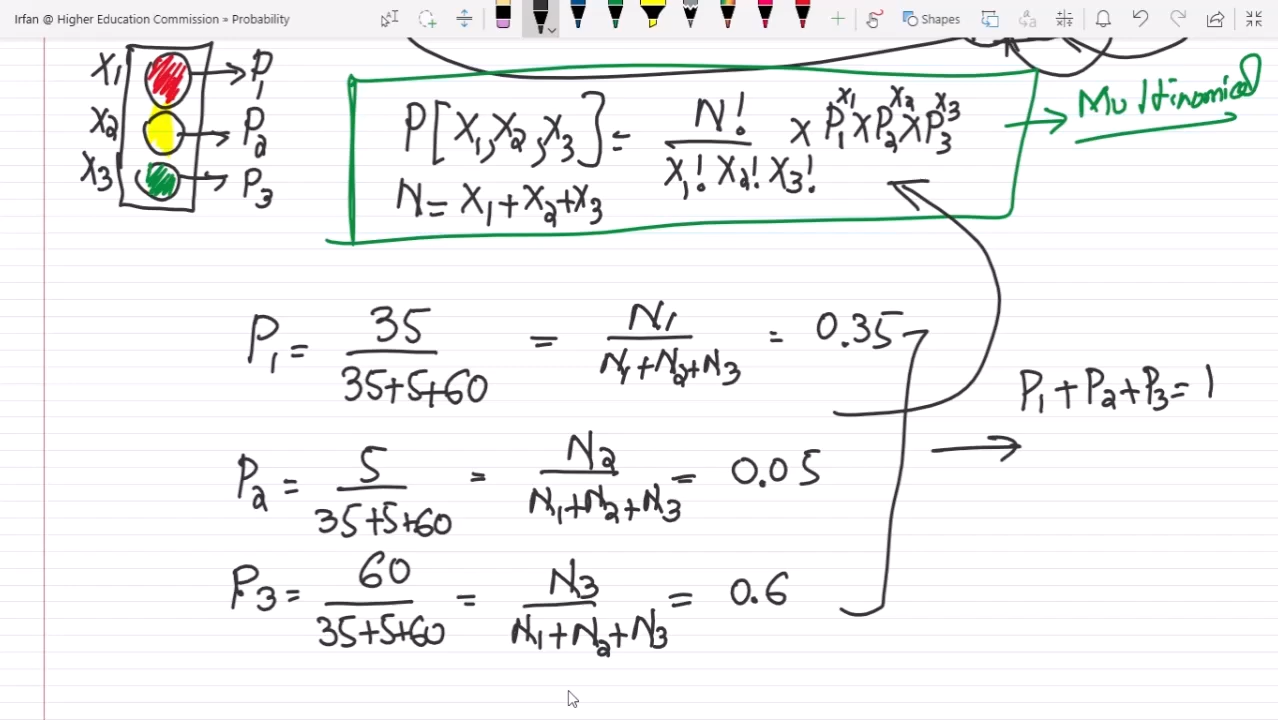 Irfan @ Higher Education Commission » Probability
Shapes
X1 → P1
X2 → P2
X3 → P3
P[X1, X2, X3] = N! / X1! X2! X3! × P1^X1 × P2^X2 × P3^X3
N = X1 + X2 + X3
→ Multinomical
P1 = 35 / 35+5+60 = N1 / N1+N2+N3 = 0.35
P1 + P2 + P3 = 1
P2 = 5 / 35+5+60 = N2 / N1+N2+N3 = 0.05
P3 = 60 / 35+5+60 = N3 / N1+N2+N3 = 0.6